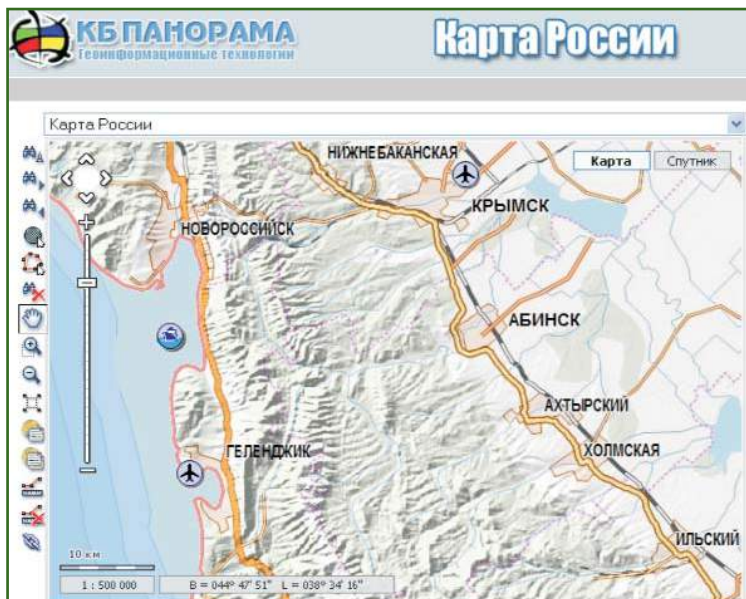 КБ ПАНОРАМА
Геоинформационные технологии
Карта России
Карта России
Карта
Спутник
НИЖНЕБАКАНСКАЯ
КРЫМСК
НОВОРОССИЙСК
АБИНСК
АХТЫРСКИЙ
ХОЛМСКАЯ
ГЕЛЕНДЖИК
ИЛЬСКИЙ
10 км
1 : 500 000
B = 044° 47' 51" L = 038° 34' 16"